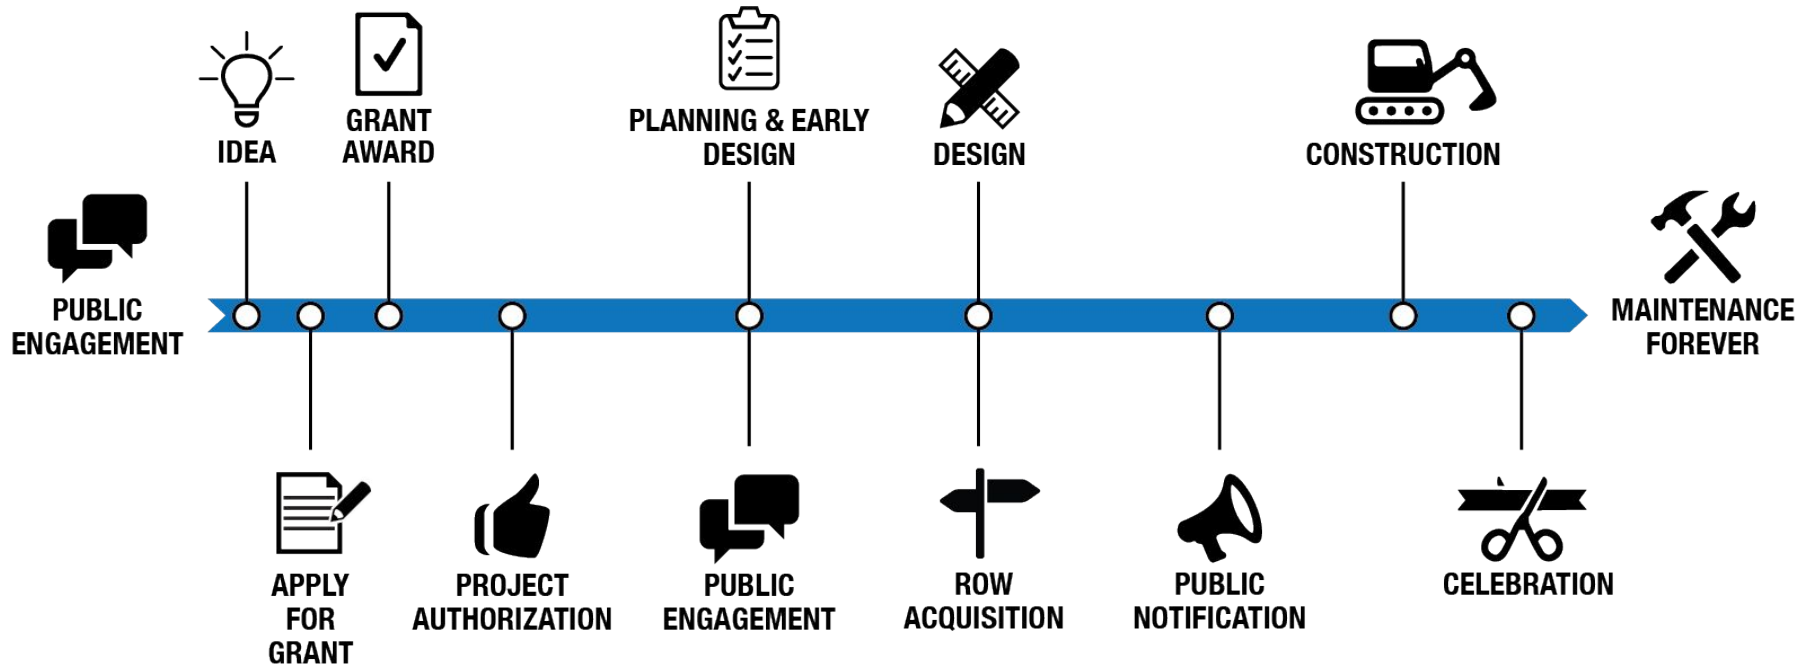 PUBLIC
ENGAGEMENT
IDEA
APPLY
FOR
GRANT
GRANT
AWARD
PROJECT
AUTHORIZATION
PLANNING & EARLY
DESIGN
PUBLIC
ENGAGEMENT
DESIGN
ROW
ACQUISITION
PUBLIC
NOTIFICATION
CONSTRUCTION
CELEBRATION
MAINTENANCE
FOREVER